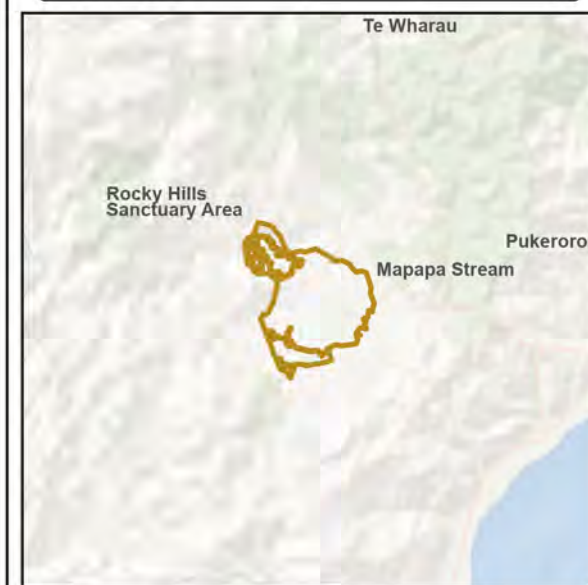 Te Wharau
Rocky Hills
Sanctuary Area
Pukeroro
Mapapa Stream